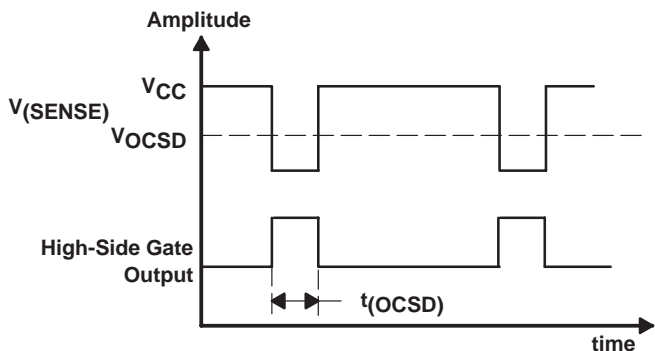 Amplitude
VCC
V(SENSE)
VOCSD
High-Side Gate
Output
t(OCSD)
time